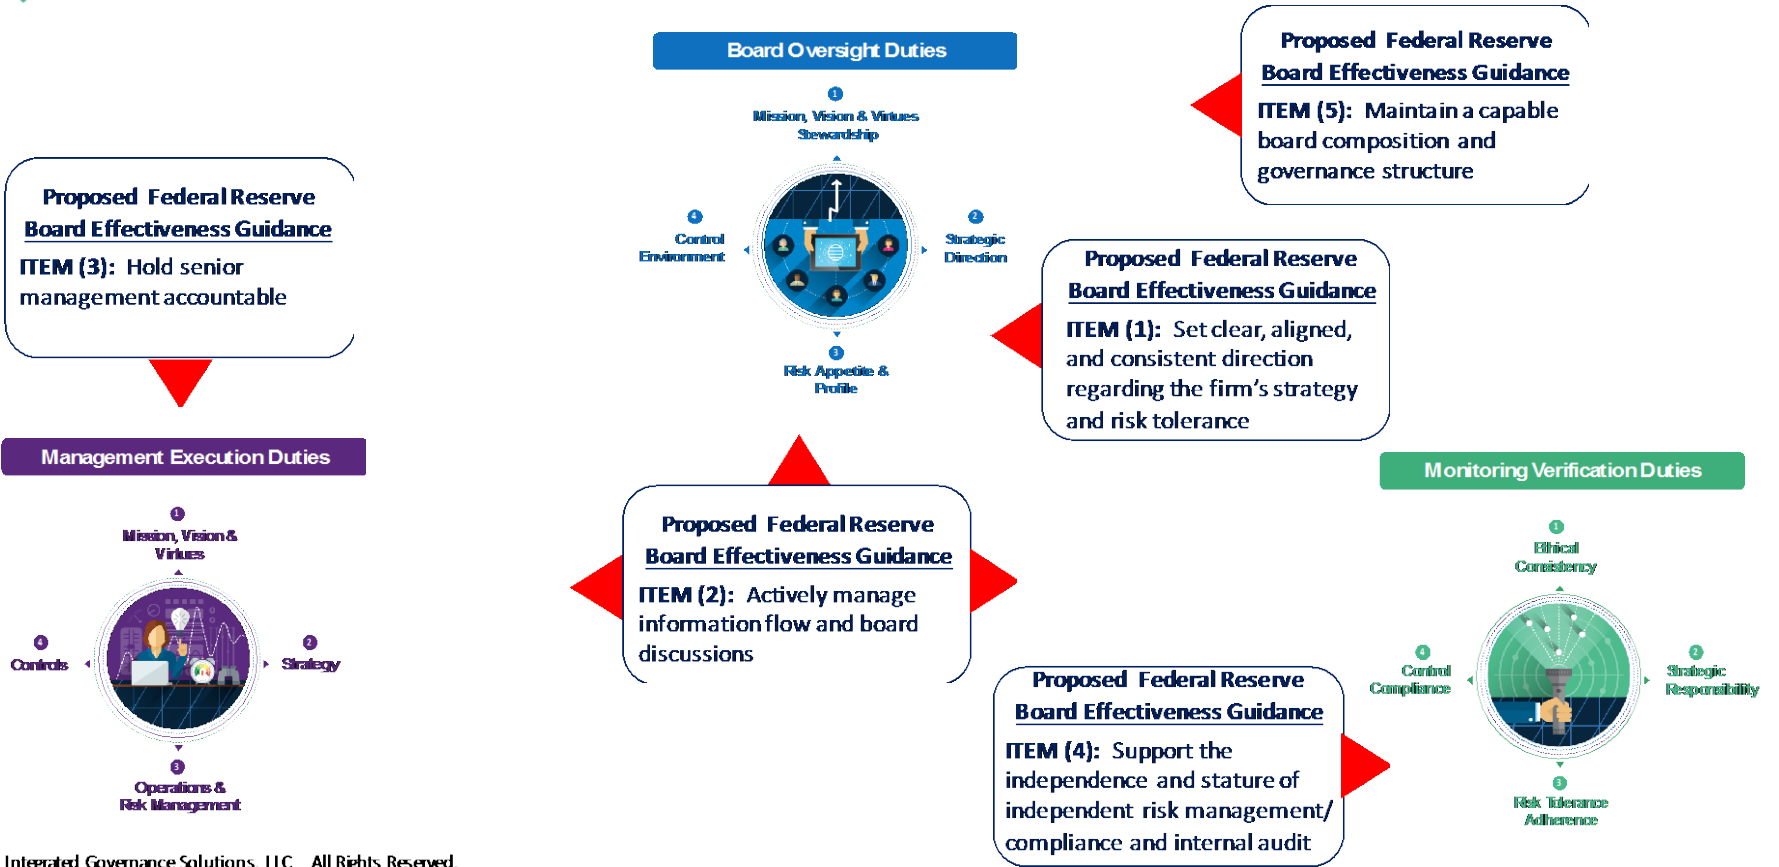 Board Oversight Duties
1
Mission, Vision & Virtues
Stewardship
4
Control
Environment
2
Strategic
Direction
3
Risk Appetite &
Profile
Proposed Federal Reserve
Board Effectiveness Guidance
ITEM (5): Maintain a capable
board composition and
governance structure
Proposed Federal Reserve
Board Effectiveness Guidance
ITEM (3): Hold senior
management accountable
Proposed Federal Reserve
Board Effectiveness Guidance
ITEM (1): Set clear, aligned,
and consistent direction
regarding the firm's strategy
and risk tolerance
Management Execution Duties
1
Mission, Vision &
Virtues
4
Controls
2
Strategy
3
Operations &
Risk Management
Proposed Federal Reserve
Board Effectiveness Guidance
ITEM (2): Actively manage
information flow and board
discussions
Monitoring Verification Duties
1
Ethical
Consistency
4
Control
Compliance
2
Strategic
Responsibility
3
Risk Tolerance
Adherence
Proposed Federal Reserve
Board Effectiveness Guidance
ITEM (4): Support the
independence and stature of
independent risk management/
compliance and internal audit
Integrated Governance Solutions, LLC All Rights Reserved.